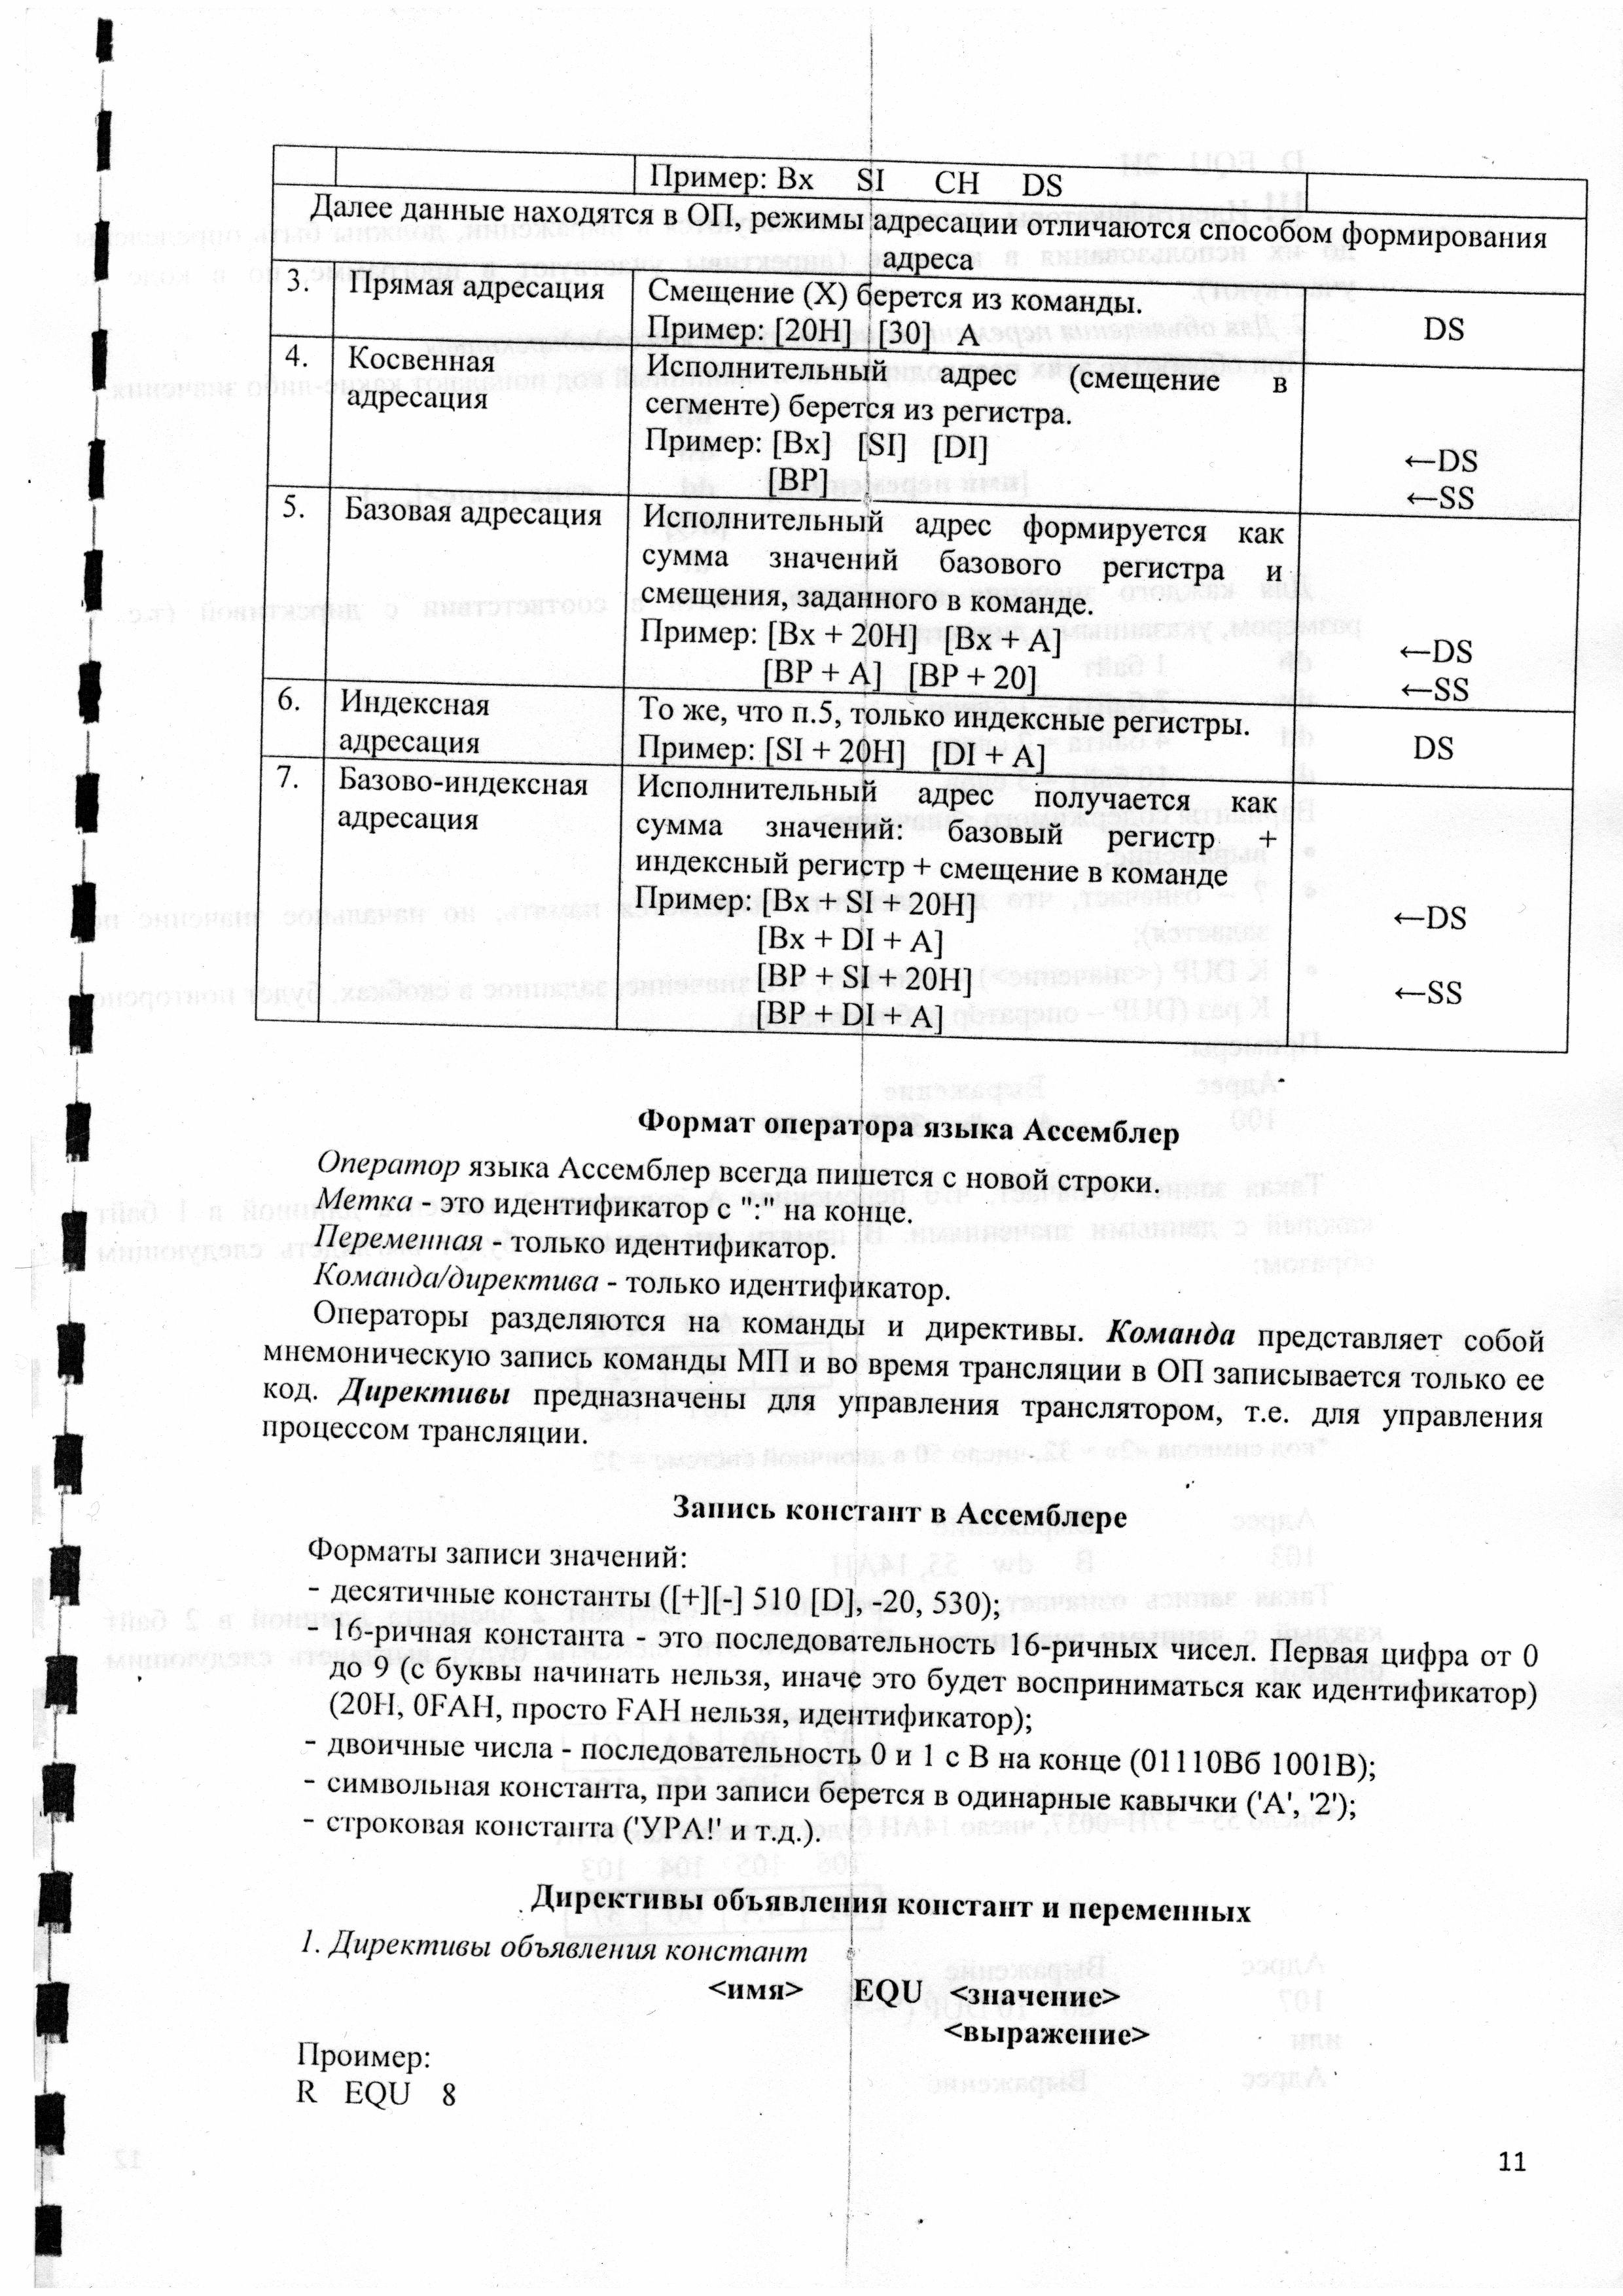 Пример: Bx SI CH DS
Далее данные находятся в ОП, режимы адресации отличаются способом формирования
адреса
3. Прямая адресация Смещение (X) берется из команды.
Пример: [20H] [30] A DS
4. Косвенная адресация Исполнительный адрес (смещение в
сегменте) берется из регистра.
Пример: [Bx] [SI] [DI] ←DS
[BP] ←SS
5. Базовая адресация Исполнительный адрес формируется как
сумма значений базового регистра и
смещения, заданного в команде.
Пример: [Bx + 20H] [Bx + A] ←DS
[BP + A] [BP + 20] ←SS
6. Индексная адресация То же, что п.5, только индексные регистры.
Пример: [SI + 20H] [DI + A] DS
7. Базово-индексная адресация Исполнительный адрес получается как
сумма значений: базовый регистр +
индексный регистр + смещение в команде
Пример: [Bx + SI + 20H] ←DS
[Bx + DI + A]
[BP + SI + 20H] ←SS
[BP + DI + A]
Формат оператора языка Ассемблер
Оператор языка Ассемблер всегда пишется с новой строки.
Метка - это идентификатор с ":" на конце.
Переменная - только идентификатор.
Команда/директива - только идентификатор.
Операторы разделяются на команды и директивы. Команда представляет собой
мнемоническую запись команды МП и во время трансляции в ОП записывается только ее
код. Директивы предназначены для управления транслятором, т.е. для управления
процессом трансляции.
Запись констант в Ассемблере
Форматы записи значений:
- десятичные константы ([+][-] 510 [D], -20, 530);
- 16-ричная константа - это последовательность 16-ричных чисел. Первая цифра от 0
до 9 (с буквы начинать нельзя, иначе это будет восприниматься как идентификатор)
(20H, 0FAH, просто FAH нельзя, идентификатор);
- двоичные числа - последовательность 0 и 1 с B на конце (01110Bб 1001B);
- символьная константа, при записи берется в одинарные кавычки ('A', '2');
- строковая константа ('УРА!' и т.д.).
Директивы объявления констант и переменных
1. Директивы объявления констант
<имя> EQU <значение>
<выражение>
Проимер:
R EQU 8
11